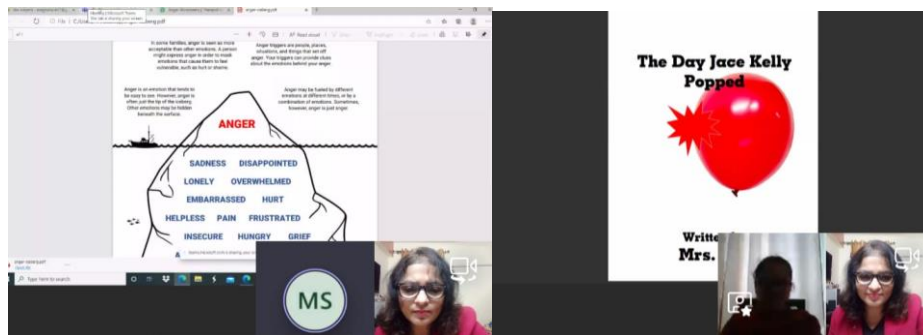 File
Read aloud
In some families, anger is seen as more
acceptable than other emotions. A person
might express anger in order to mask
emotions that cause them to feel
vulnerable, such as hurt or shame.
Anger triggers are people, places,
situations, and things that set off
anger. Your triggers can provide clues
about the emotions behind your anger.
Anger is an emotion that tends to
be easy to see. However, anger is
often just the tip of the iceberg.
Other emotions may be hidden
beneath the surface.
Anger may be fueled by different
emotions at different times, or by a
combination of emotions. Sometimes,
however, anger is just anger.
ANGER
SADNESS DISAPPOINTED
LONELY OVERWHELMED
EMBARRASSED HURT
HELPLESS PAIN FRUSTRATED
INSECURE HUNGRY GRIEF
Type here to search
MS
The Day Jace Kelly
Popped
Mrs.